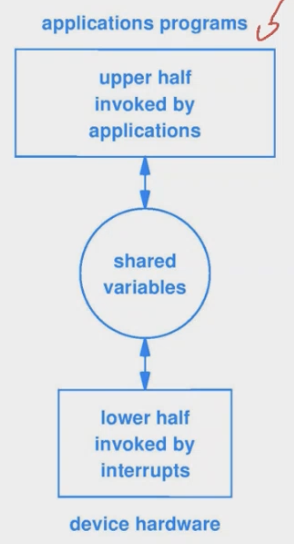 applications programs
upper half
invoked by
applications
shared
variables
lower half
invoked by
interrupts
device hardware